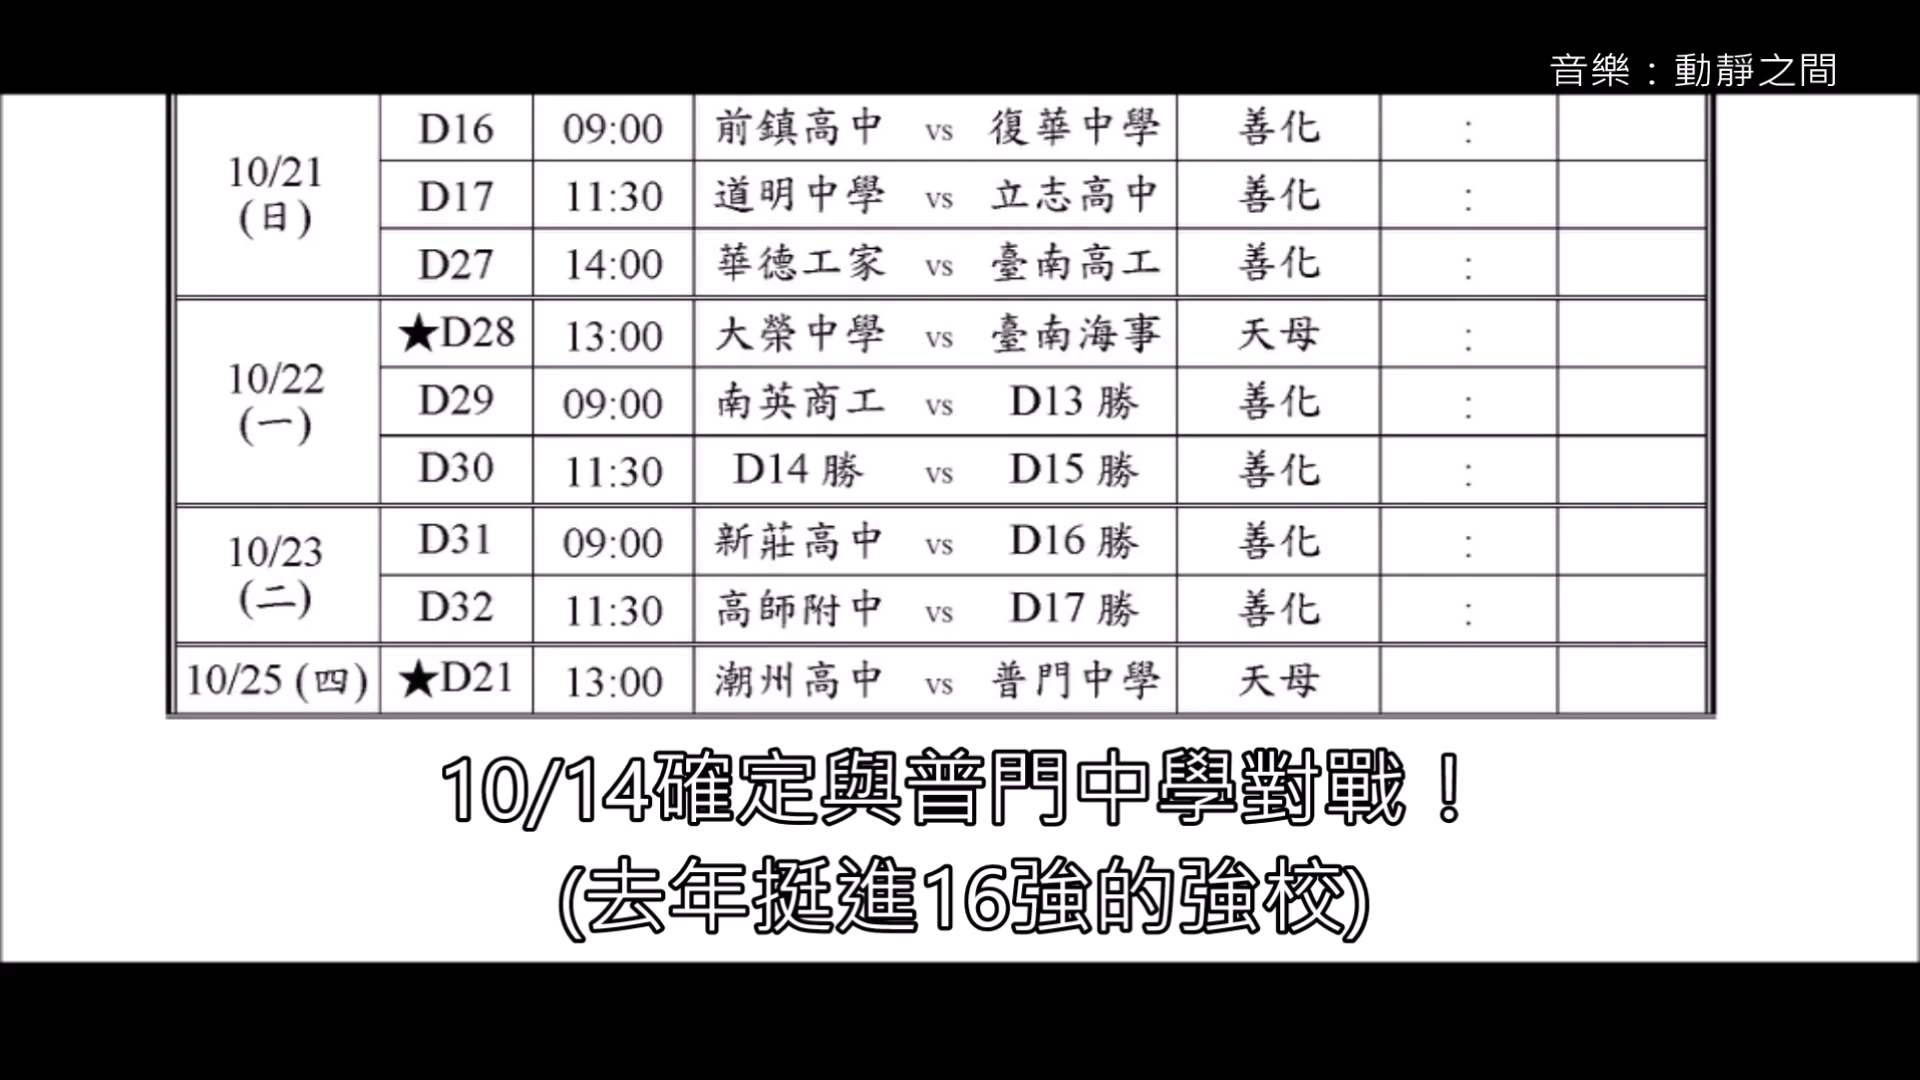 音樂：動靜之間
10/21 (日) D16 09:00 前鎮高中 vs 復華中學 善化 :
D17 11:30 道明中學 vs 立志高中 善化 :
D27 14:00 華德工家 vs 臺南高工 善化 :
10/22 (一) ★D28 13:00 大榮中學 vs 臺南海事 天母 :
D29 09:00 南英商工 vs D13 勝 善化 :
D30 11:30 D14 勝 vs D15 勝 善化 :
10/23 (二) D31 09:00 新莊高中 vs D16 勝 善化 :
D32 11:30 高師附中 vs D17 勝 善化 :
10/25 (四) ★D21 13:00 潮州高中 vs 普門中學 天母
10/14確定與普門中學對戰！
(去年挺進16強的強校)